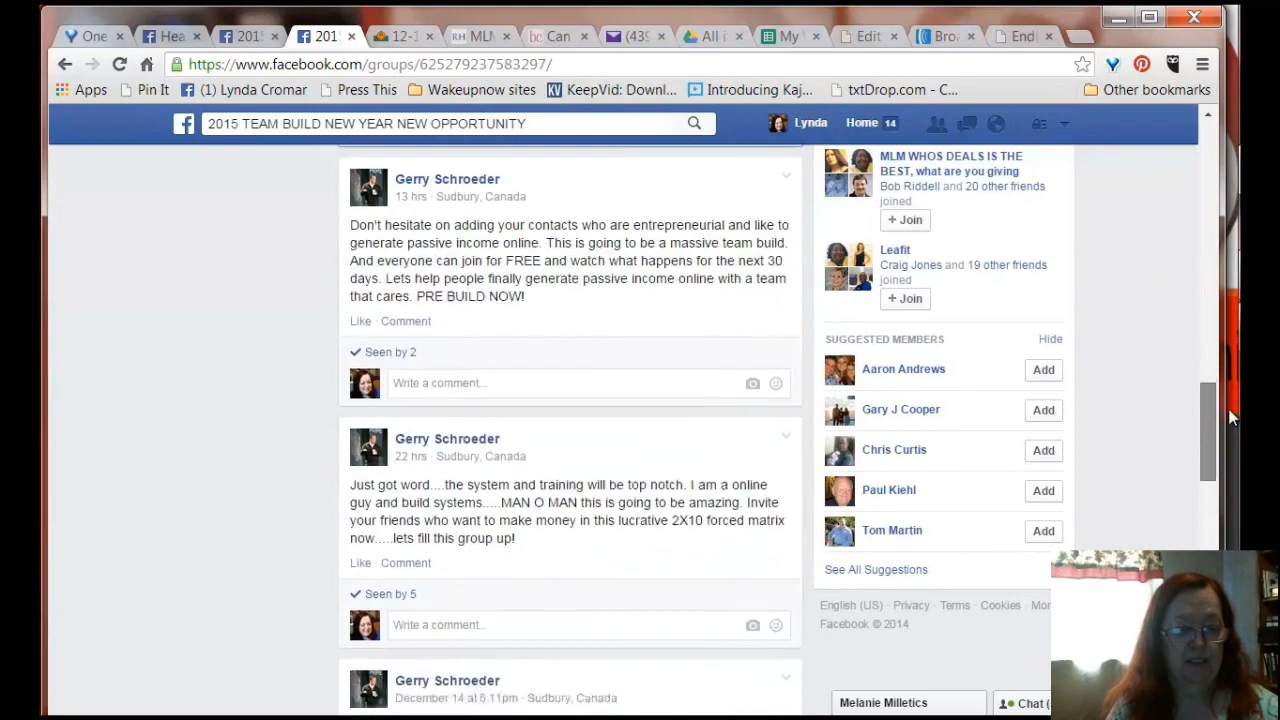 One
Hea
2015
201
12-1
MLN
Can
(439
All i
My
Edit
Bro
Endi
https://www.facebook.com/groups/625279237583297/
Apps
Pin It
(1) Lynda Cromar
Press This
Wakeupnow sites
KeepVid: Downl...
Introducing Kaj...
txtDrop.com - C...
Other bookmarks
2015 TEAM BUILD NEW YEAR NEW OPPORTUNITY
Lynda
Home 14
Gerry Schroeder
13 hrs · Sudbury, Canada
Don't hesitate on adding your contacts who are entrepreneurial and like to
generate passive income online. This is going to be a massive team build.
And everyone can join for FREE and watch what happens for the next 30
days. Lets help people finally generate passive income online with a team
that cares. PRE BUILD NOW!
Like · Comment
Seen by 2
Write a comment...
Gerry Schroeder
22 hrs · Sudbury, Canada
Just got word....the system and training will be top notch. I am a online
guy and build systems.....MAN O MAN this is going to be amazing. Invite
your friends who want to make money in this lucrative 2X10 forced matrix
now.....lets fill this group up!
Like · Comment
Seen by 5
Write a comment...
Gerry Schroeder
December 14 at 6:11pm · Sudbury, Canada
MLM WHOS DEALS IS THE
BEST, what are you giving
Bob Riddell and 20 other friends
joined
+ Join
Leafit
Craig Jones and 19 other friends
joined
+ Join
SUGGESTED MEMBERS
Hide
Aaron Andrews
Add
Gary J Cooper
Add
Chris Curtis
Add
Paul Kiehl
Add
Tom Martin
Add
See All Suggestions
English (US) · Privacy · Terms · Cookies · Mor
Facebook © 2014
Melanie Milletics
Chat (